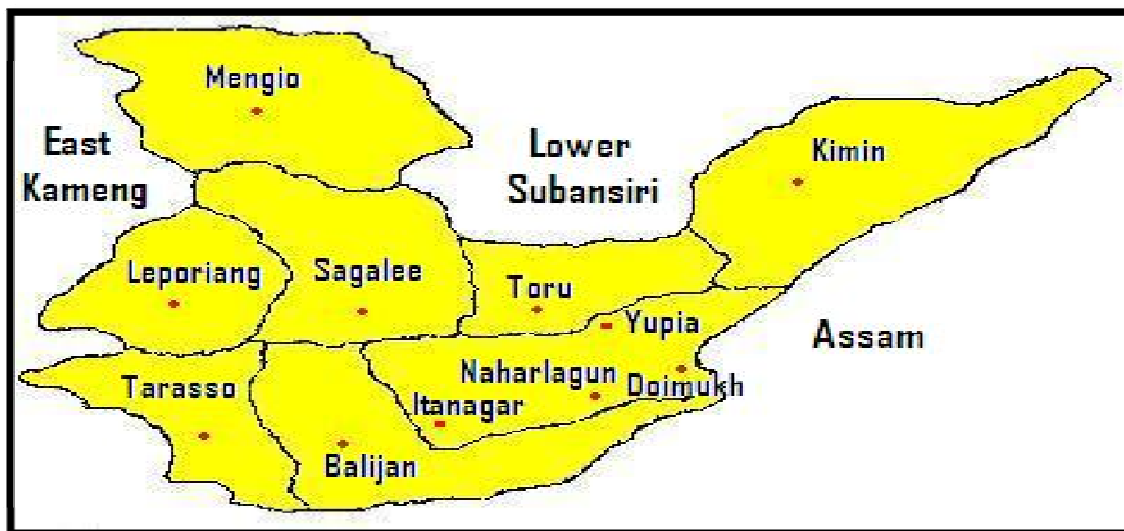 Mengio
East
Kameng
Lower
Subansiri
Kimin
Leporiang
Sagalee
Toru
Yupia
Assam
Tarasso
Naharlagun
Doimukh
Itanagar
Balijan